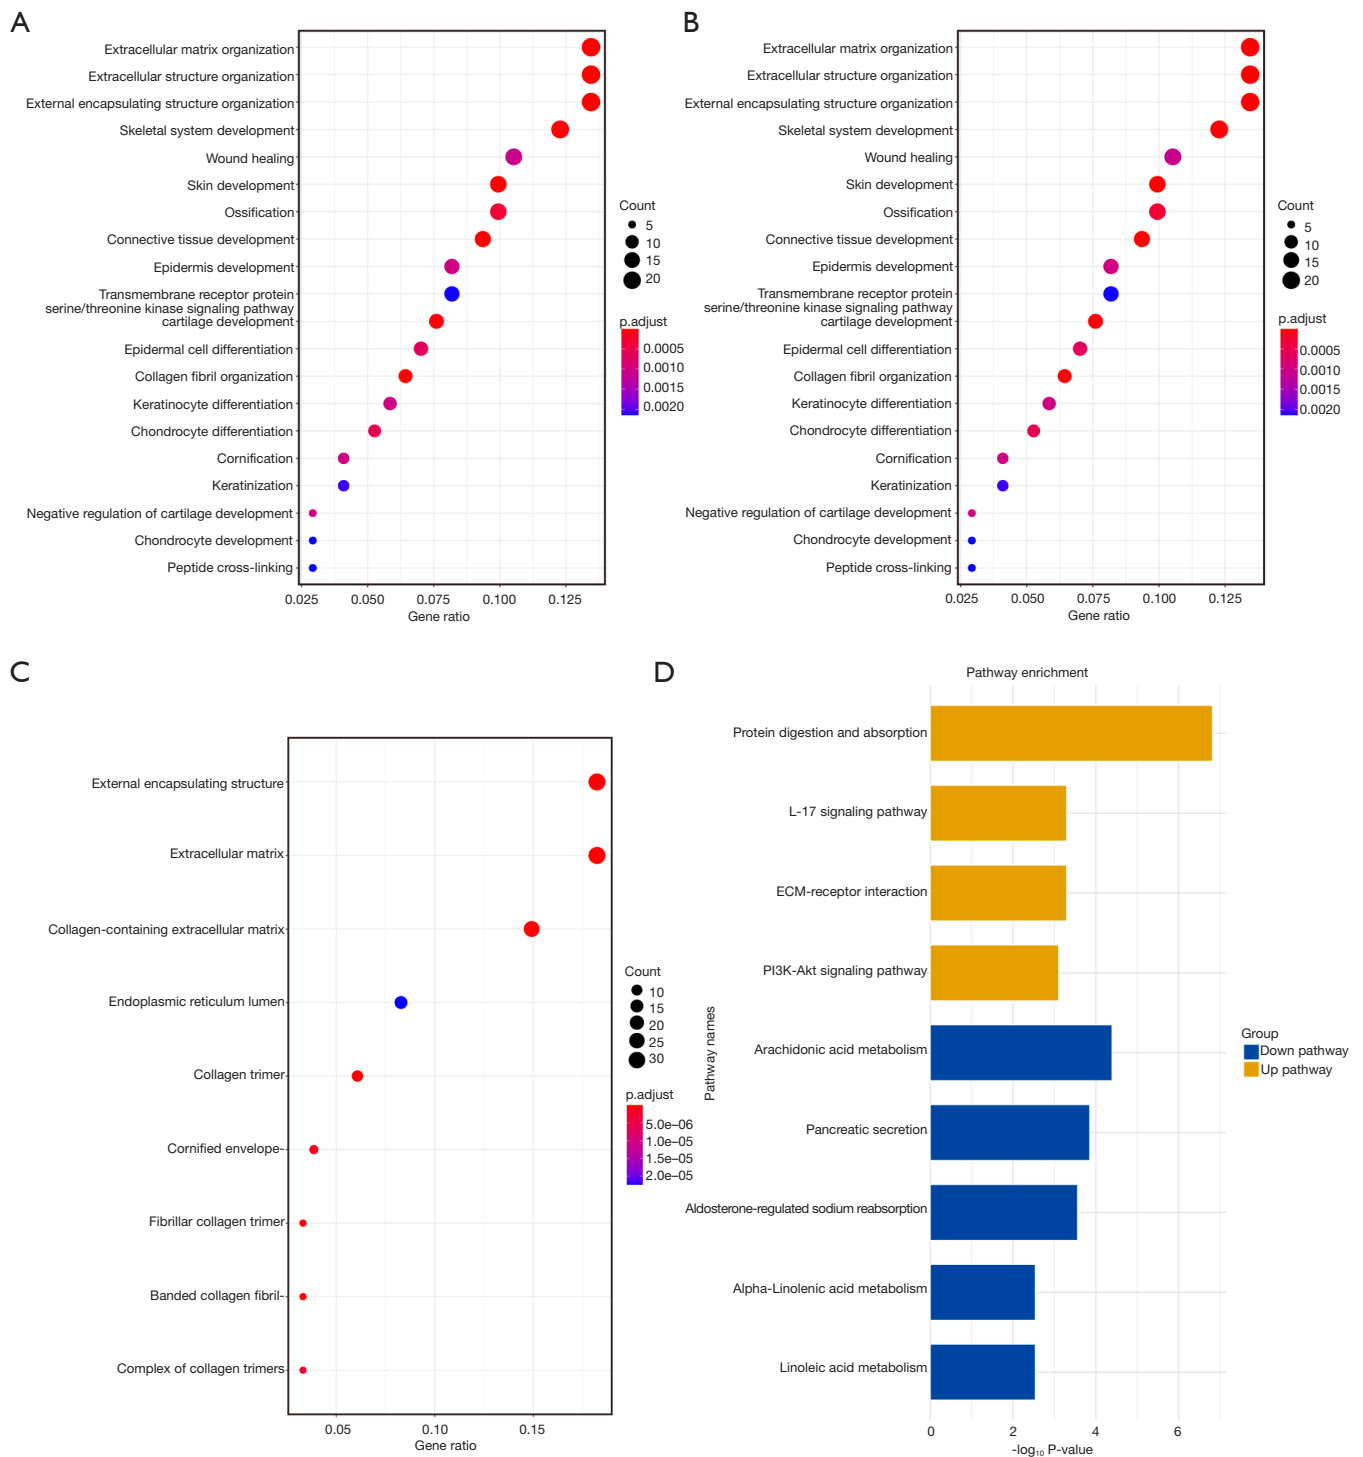 A
Extracellular matrix organization
Extracellular structure organization
External encapsulating structure organization
Skeletal system development
Wound healing
Skin development
Ossification
Connective tissue development
Epidermis development
Transmembrane receptor protein
serine/threonine kinase signaling pathway
cartilage development
Epidermal cell differentiation
Collagen fibril organization
Keratinocyte differentiation
Chondrocyte differentiation
Cornification
Keratinization
Negative regulation of cartilage development
Chondrocyte development
Peptide cross-linking
0.025 0.050 0.075 0.100 0.125
Gene ratio
Count
5
10
15
20
p.adjust
0.0005
0.0010
0.0015
0.0020
B
Extracellular matrix organization
Extracellular structure organization
External encapsulating structure organization
Skeletal system development
Wound healing
Skin development
Ossification
Connective tissue development
Epidermis development
Transmembrane receptor protein
serine/threonine kinase signaling pathway
cartilage development
Epidermal cell differentiation
Collagen fibril organization
Keratinocyte differentiation
Chondrocyte differentiation
Cornification
Keratinization
Negative regulation of cartilage development
Chondrocyte development
Peptide cross-linking
0.025 0.050 0.075 0.100 0.125
Gene ratio
Count
5
10
15
20
p.adjust
0.0005
0.0010
0.0015
0.0020
C
External encapsulating structure
Extracellular matrix
Collagen-containing extracellular matrix
Endoplasmic reticulum lumen
Collagen trimer
Cornified envelope
Fibrillar collagen trimer
Banded collagen fibril
Complex of collagen trimers
0.05 0.10 0.15
Gene ratio
Count
10
15
20
25
30
p.adjust
5.0e−06
1.0e−05
1.5e−05
2.0e−05
D
Pathway enrichment
Pathway names
Protein digestion and absorption
L-17 signaling pathway
ECM-receptor interaction
PI3K-Akt signaling pathway
Arachidonic acid metabolism
Pancreatic secretion
Aldosterone-regulated sodium reabsorption
Alpha-Linolenic acid metabolism
Linoleic acid metabolism
0 2 4 6
-log₁₀ P-value
Group
Down pathway
Up pathway